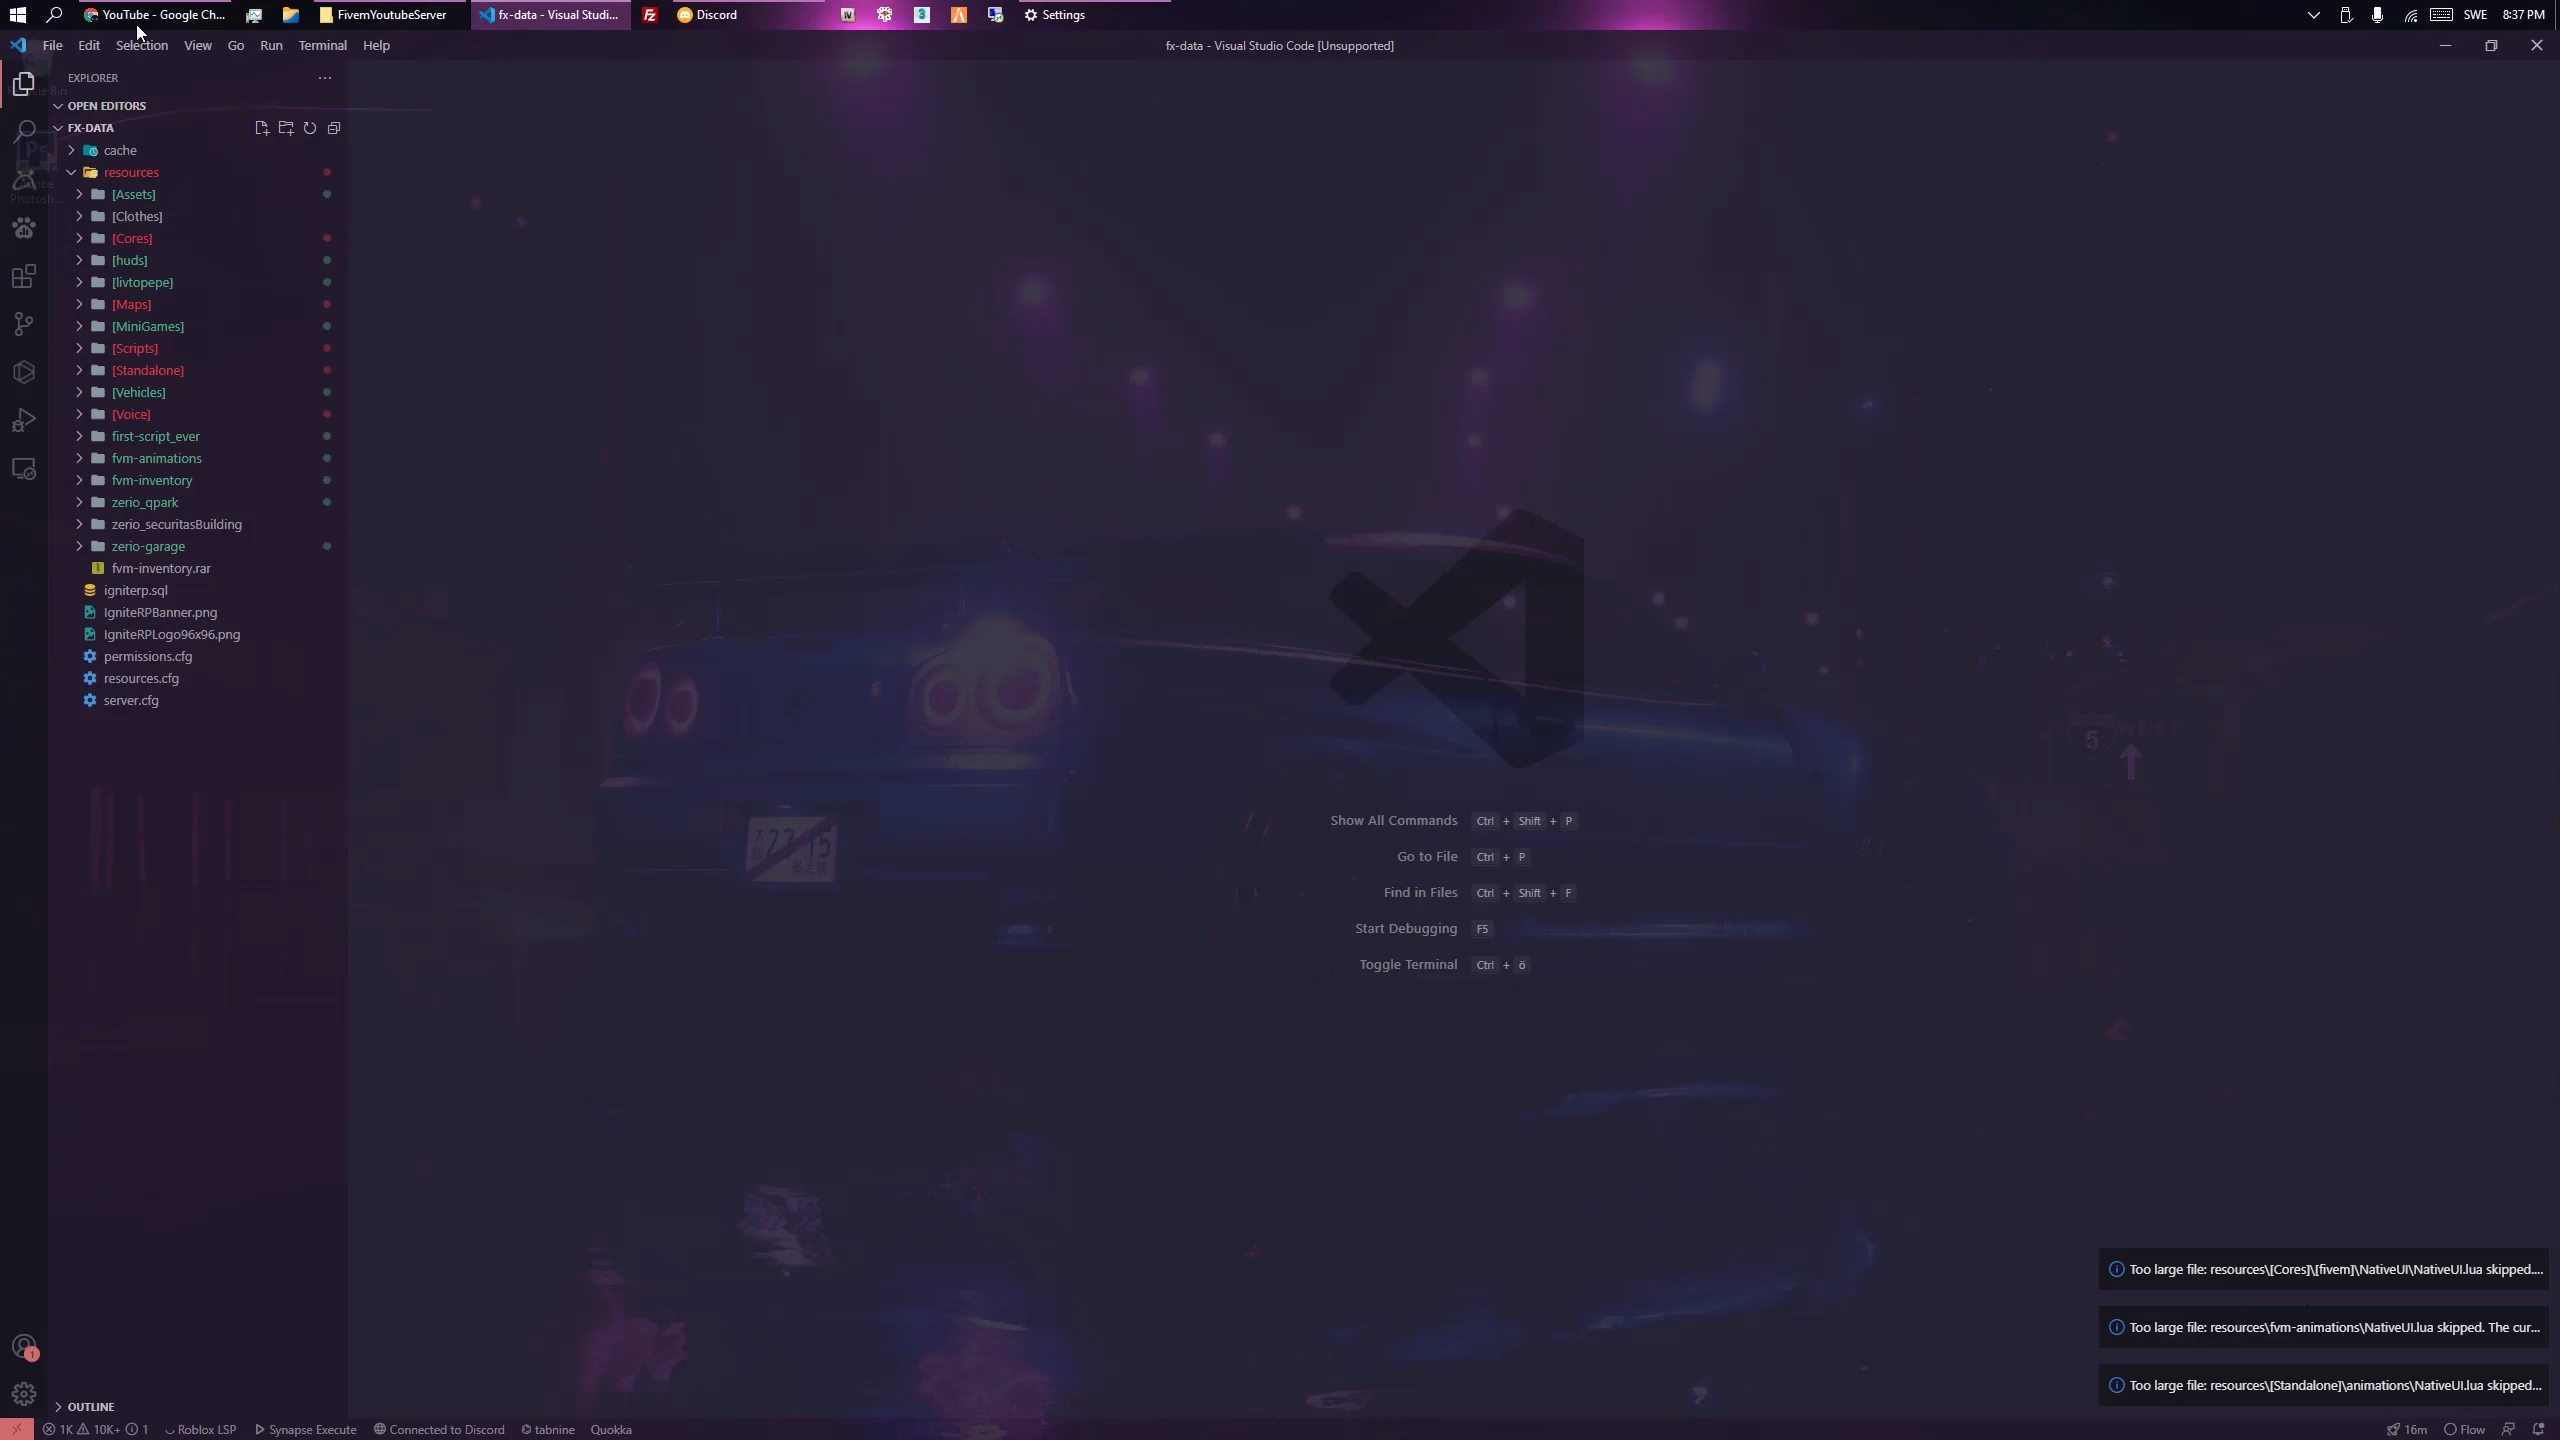 YouTube - Google Ch...
FivemYoutubeServer
fx-data - Visual Studi...
Discord
Settings
SWE
8:37 PM
File Edit Selection View Go Run Terminal Help
fx-data - Visual Studio Code [Unsupported]
EXPLORER
OPEN EDITORS
FX-DATA
cache
resources
[Assets]
[Clothes]
[Cores]
[huds]
[livtopepe]
[Maps]
[MiniGames]
[Scripts]
[Standalone]
[Vehicles]
[Voice]
first-script_ever
fvm-animations
fvm-inventory
zerio_qpark
zerio_securitasBuilding
zerio-garage
fvm-inventory.rar
igniterp.sql
IgniteRPBanner.png
IgniteRPLogo96x96.png
permissions.cfg
resources.cfg
server.cfg
5 WEST
Show All Commands Ctrl + Shift + P
Go to File Ctrl + P
Find in Files Ctrl + Shift + F
Start Debugging F5
Toggle Terminal Ctrl + ö
Too large file: resources\[Cores]\[fivem]\NativeUI\NativeUI.lua skipped....
Too large file: resources\fvm-animations\NativeUI.lua skipped. The cur...
Too large file: resources\[Standalone]\animations\NativeUI.lua skipped...
OUTLINE
1
1K 10K+ 1 Roblox LSP Synapse Execute Connected to Discord tabnine Quokka
16m Flow